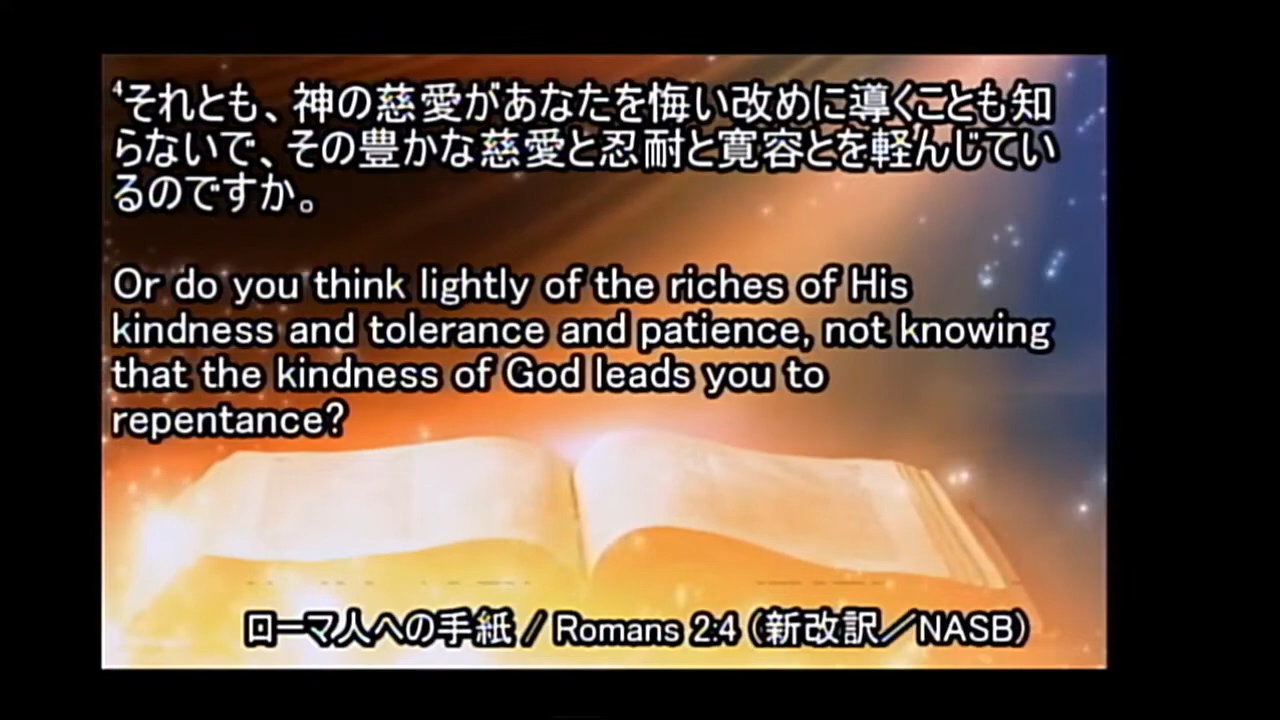 ⁴それとも、神の慈愛があなたを悔い改めに導くことも知
らないで、その豊かな慈愛と忍耐と寛容とを軽んじてい
るのですか。
Or do you think lightly of the riches of His
kindness and tolerance and patience, not knowing
that the kindness of God leads you to
repentance?
ローマ人への手紙 / Romans 2:4 (新改訳／NASB)